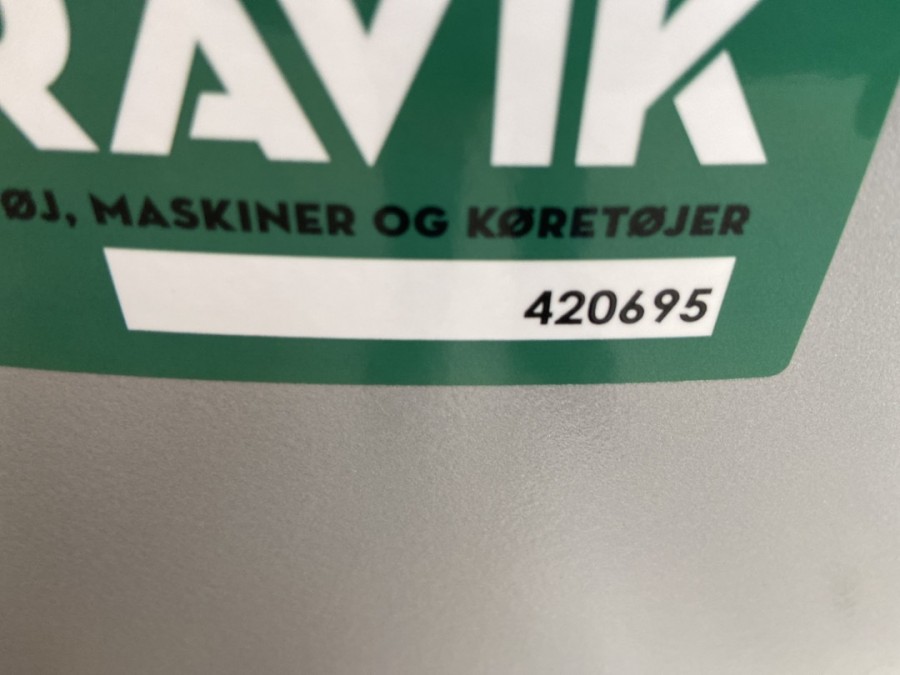 RAVIK
ØJ, MASKINER OG KØRETØJER
420695